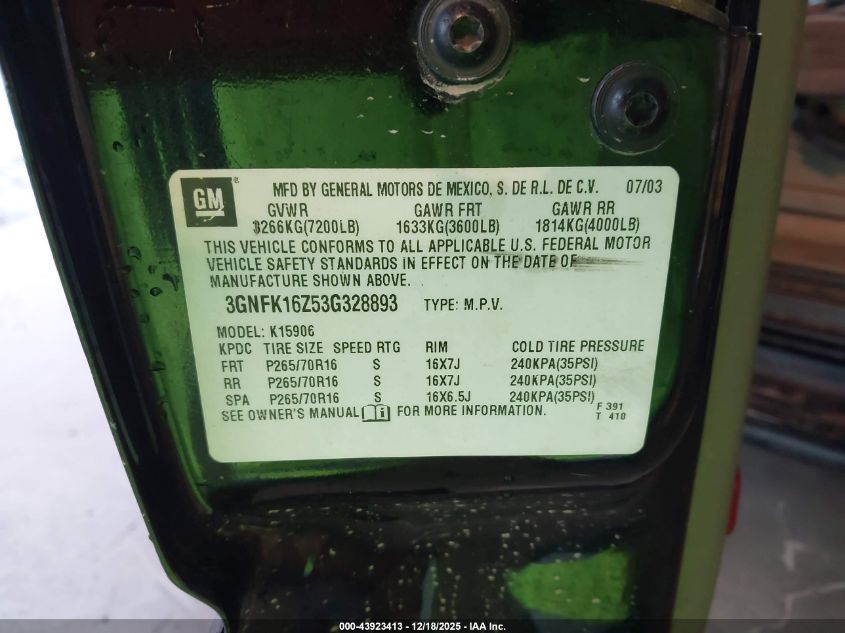 GM ® MFD BY GENERAL MOTORS DE MEXICO, S. DE R.L. DE C.V. 07/03
GVWR GAWR FRT GAWR RR
3266KG(7200LB) 1633KG(3600LB) 1814KG(4000LB)
THIS VEHICLE CONFORMS TO ALL APPLICABLE U.S. FEDERAL MOTOR
VEHICLE SAFETY STANDARDS IN EFFECT ON THE DATE OF
MANUFACTURE SHOWN ABOVE.
3GNFK16Z53G328893 TYPE: M.P.V.
MODEL: K15906
KPDC TIRE SIZE SPEED RTG RIM COLD TIRE PRESSURE
FRT P265/70R16 S 16X7J 240KPA(35PSI)
RR P265/70R16 S 16X7J 240KPA(35PSI)
SPA P265/70R16 S 16X6.5J 240KPA(35PSI)
SEE OWNER'S MANUAL i FOR MORE INFORMATION.
F 391
T 410
000-43923413 - 12/18/2025 - IAA Inc.